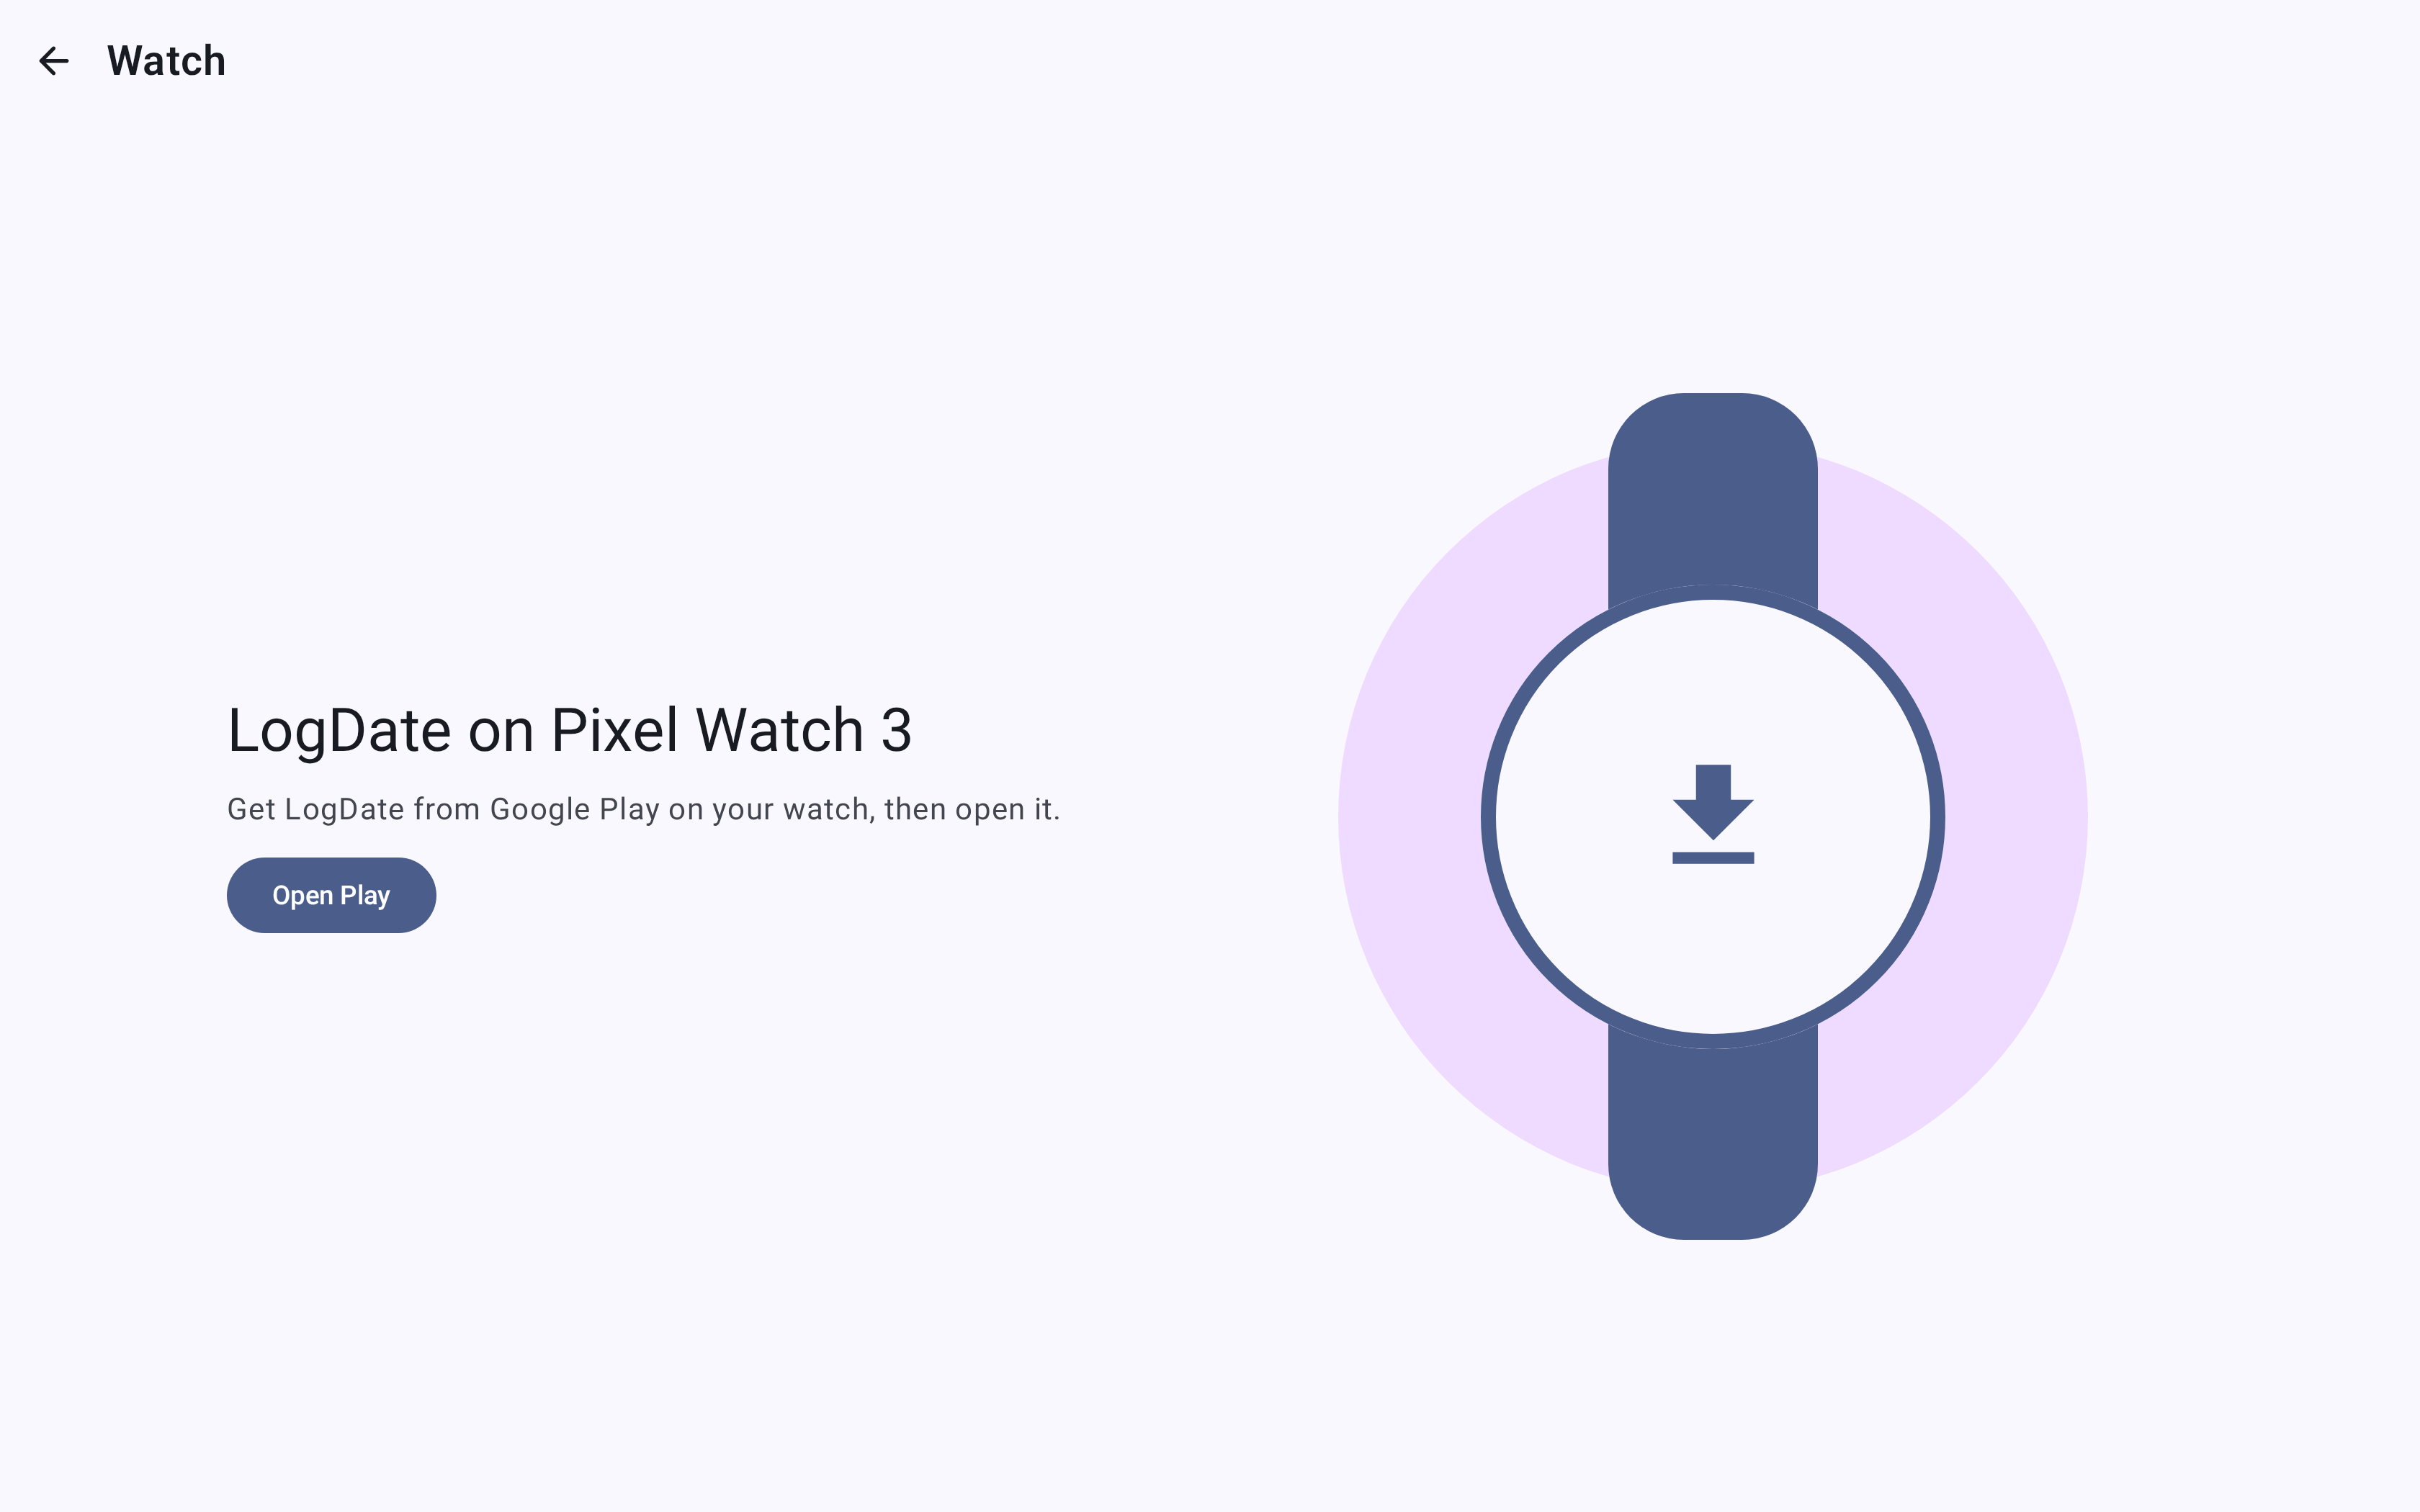 Watch
LogDate on Pixel Watch 3
Get LogDate from Google Play on your watch, then open it.
Open Play